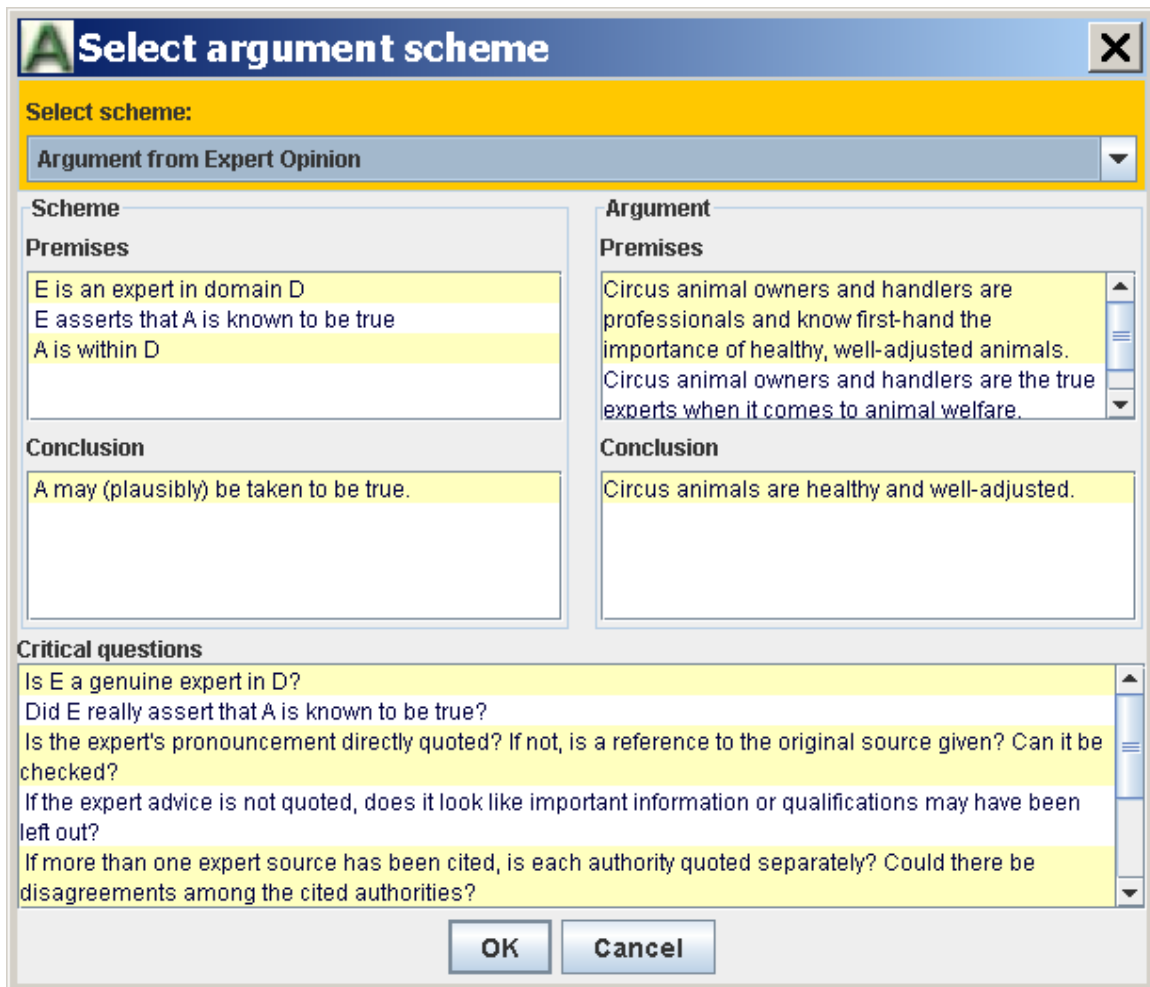 Select argument scheme
Select scheme:
Argument from Expert Opinion
Scheme
Premises
E is an expert in domain D
E asserts that A is known to be true
A is within D
Conclusion
A may (plausibly) be taken to be true.
Argument
Premises
Circus animal owners and handlers are
professionals and know first-hand the
importance of healthy, well-adjusted animals.
Circus animal owners and handlers are the true
experts when it comes to animal welfare.
Conclusion
Circus animals are healthy and well-adjusted.
Critical questions
Is E a genuine expert in D?
Did E really assert that A is known to be true?
Is the expert's pronouncement directly quoted? If not, is a reference to the original source given? Can it be
checked?
If the expert advice is not quoted, does it look like important information or qualifications may have been
left out?
If more than one expert source has been cited, is each authority quoted separately? Could there be
disagreements among the cited authorities?
OK
Cancel